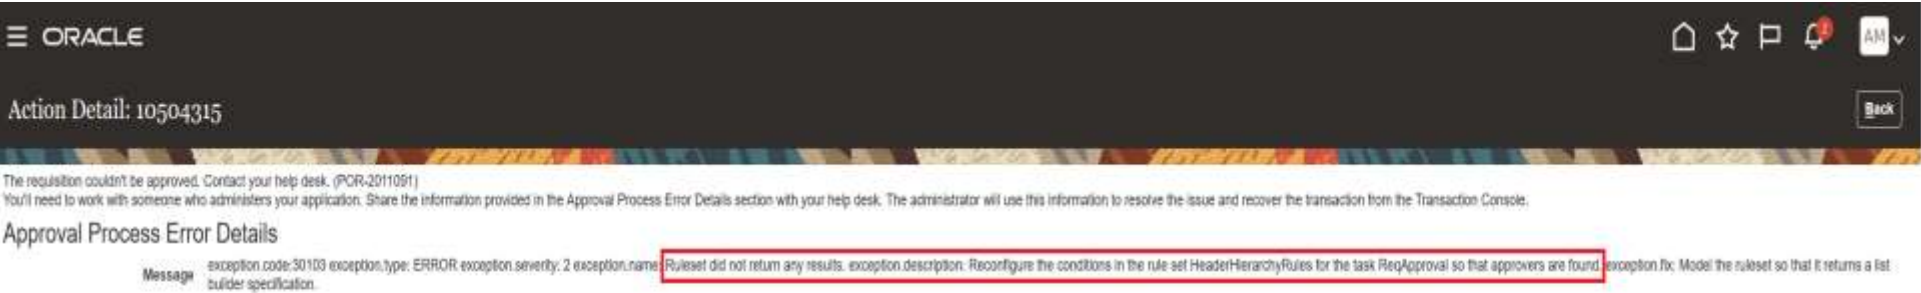 ORACLE
AM
Action Detail: 10504315
Back
The requisition couldn't be approved. Contact your help desk. (POR-2011091)
You'll need to work with someone who administers your application. Share the information provided in the Approval Process Error Details section with your help desk. The administrator will use this information to resolve the issue and recover the transaction from the Transaction Console.
Approval Process Error Details
Message exception.code:30103 exception.type: ERROR exception.severity: 2 exception.name: Ruleset did not return any results. exception.description: Reconfigure the conditions in the rule set HeaderHierarchyRules for the task ReqApproval so that approvers are found. exception.fix: Model the ruleset so that it returns a list
builder specification.